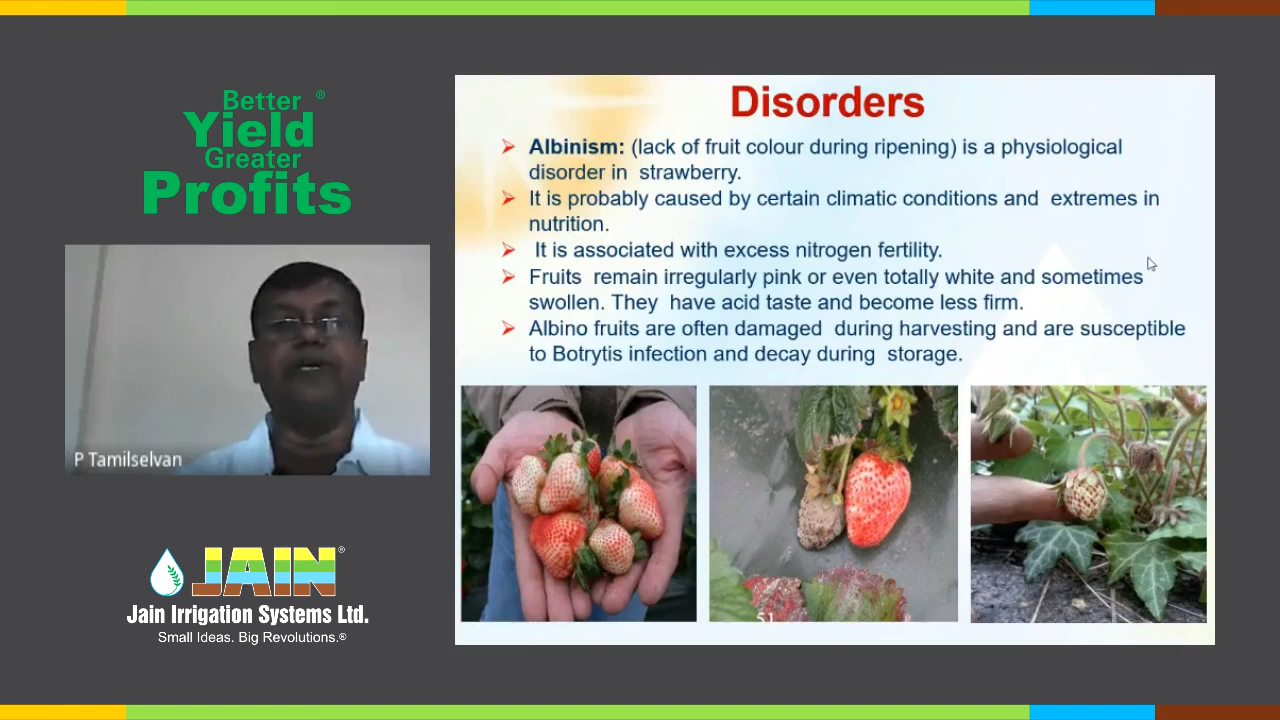 Better ®
Yield
Greater
Profits
P Tamilselvan
JAIN®
Jain Irrigation Systems Ltd.
Small Ideas. Big Revolutions.®
Disorders
Albinism: (lack of fruit colour during ripening) is a physiological
disorder in strawberry.
It is probably caused by certain climatic conditions and extremes in
nutrition.
It is associated with excess nitrogen fertility.
Fruits remain irregularly pink or even totally white and sometimes
swollen. They have acid taste and become less firm.
Albino fruits are often damaged during harvesting and are susceptible
to Botrytis infection and decay during storage.
51